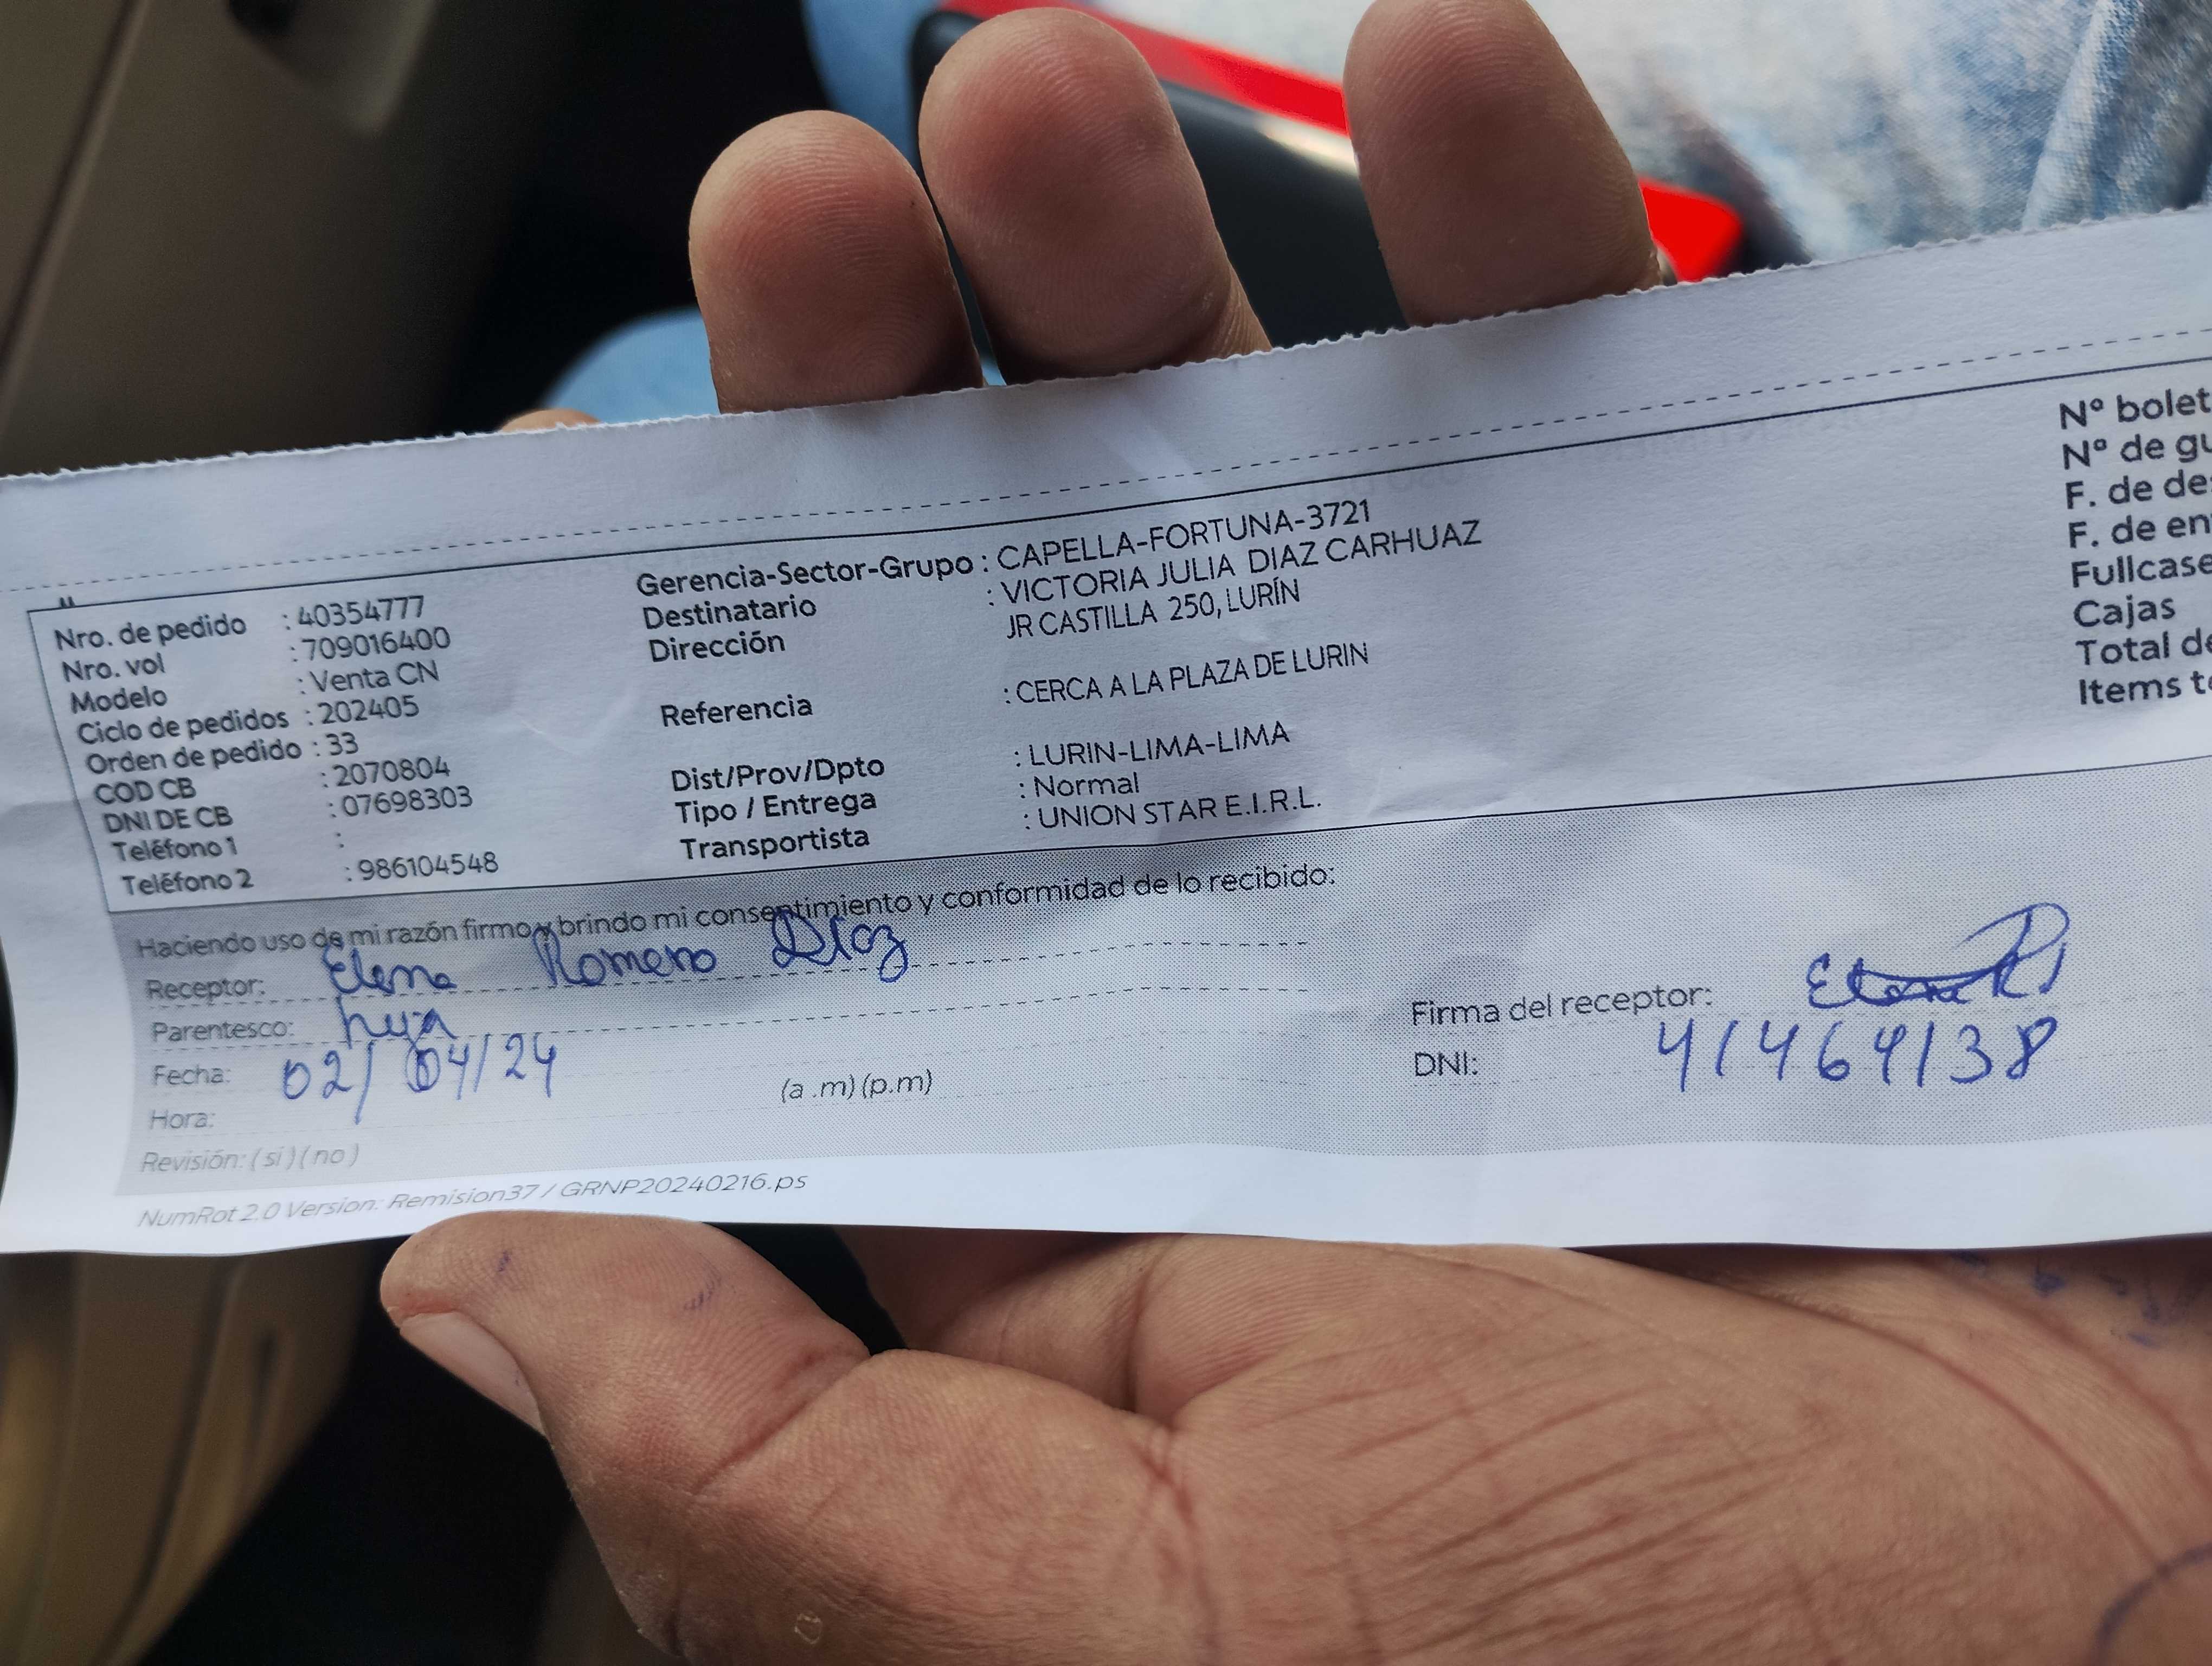 Nro. de pedido : 40354777
Nro. vol : 709016400
Modelo : Venta CN
Ciclo de pedidos : 202405
Orden de pedido : 33
COD CB : 2070804
DNI DE CB : 07698303
Teléfono 1 :
Teléfono 2 : 986104548
Gerencia-Sector-Grupo : CAPELLA-FORTUNA-3721
Destinatario : VICTORIA JULIA DIAZ CARHUAZ
Dirección JR CASTILLA 250, LURÍN
Referencia : CERCA A LA PLAZA DE LURIN
Dist/Prov/Dpto : LURIN-LIMA-LIMA
Tipo / Entrega : Normal
Transportista : UNION STAR E.I.R.L.
Nº bolet
Nº de gu
F. de de
F. de en
Fullcase
Cajas
Total de
Items to
Haciendo uso de mi razón firmo y brindo mi consentimiento y conformidad de lo recibido:
Receptor: Elena Romero Díaz
Parentesco: hija
Fecha: 02/04/24
Hora: (a .m) (p.m)
Revisión: ( sí ) ( no )
Firma del receptor:
DNI: 41464138
NumRot 2.0 Version: Remision37 / GRNP20240216.ps